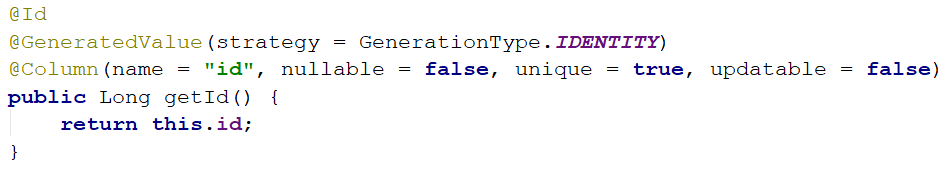 @Id
@GeneratedValue(strategy = GenerationType.IDENTITY)
@Column(name = "id", nullable = false, unique = true, updatable = false)
public Long getId() {
    return this.id;
}